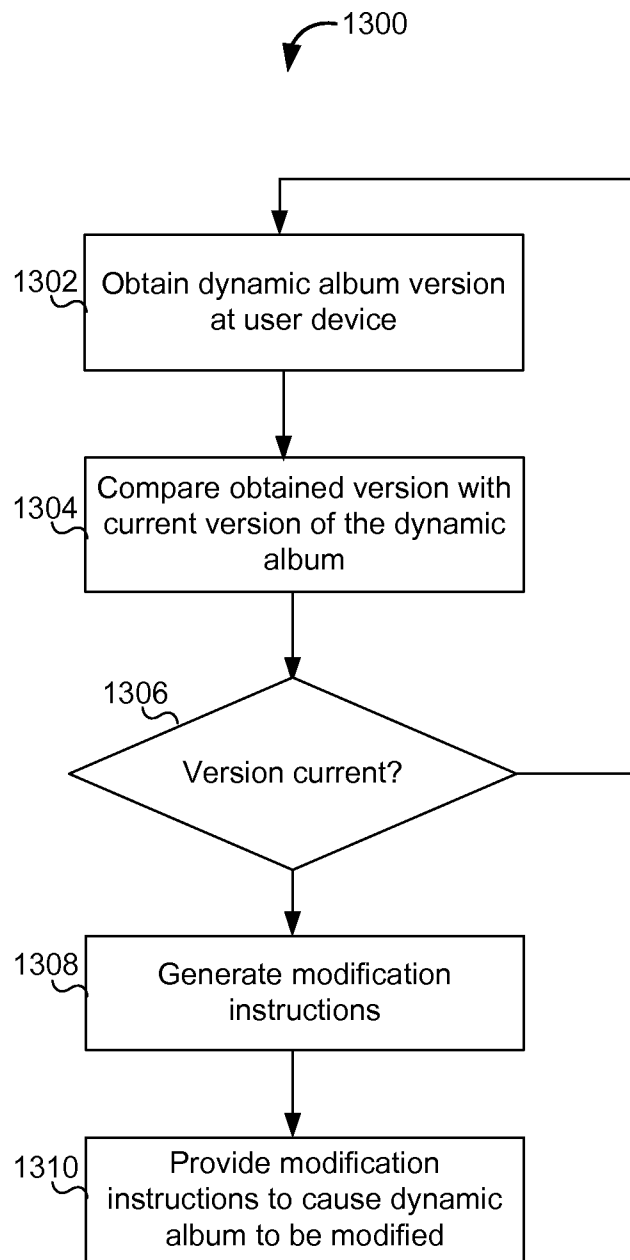 1300
1302
Obtain dynamic album version
at user device
1304
Compare obtained version with
current version of the dynamic
album
1306
Version current?
1308
Generate modification
instructions
1310
Provide modification
instructions to cause dynamic
album to be modified